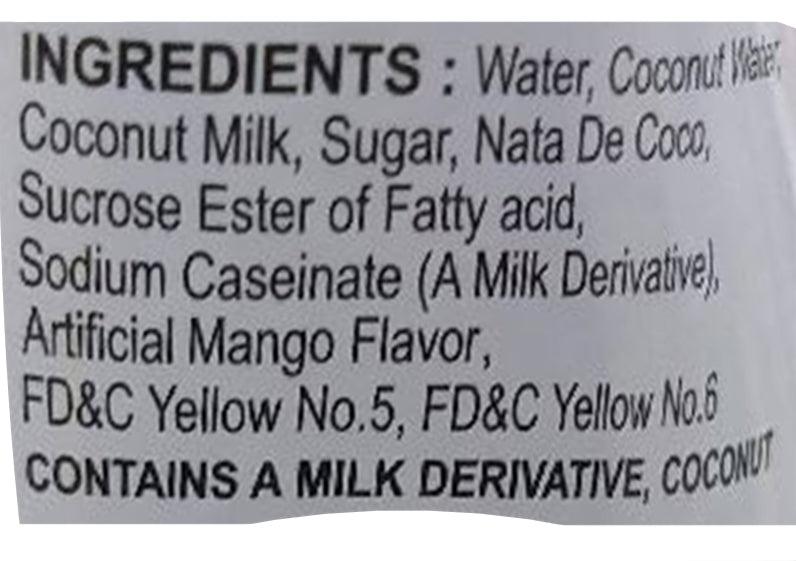 INGREDIENTS : Water, Coconut Water,
Coconut Milk, Sugar, Nata De Coco,
Sucrose Ester of Fatty acid,
Sodium Caseinate (A Milk Derivative),
Artificial Mango Flavor,
FD&C Yellow No.5, FD&C Yellow No.6
CONTAINS A MILK DERIVATIVE, COCONUT